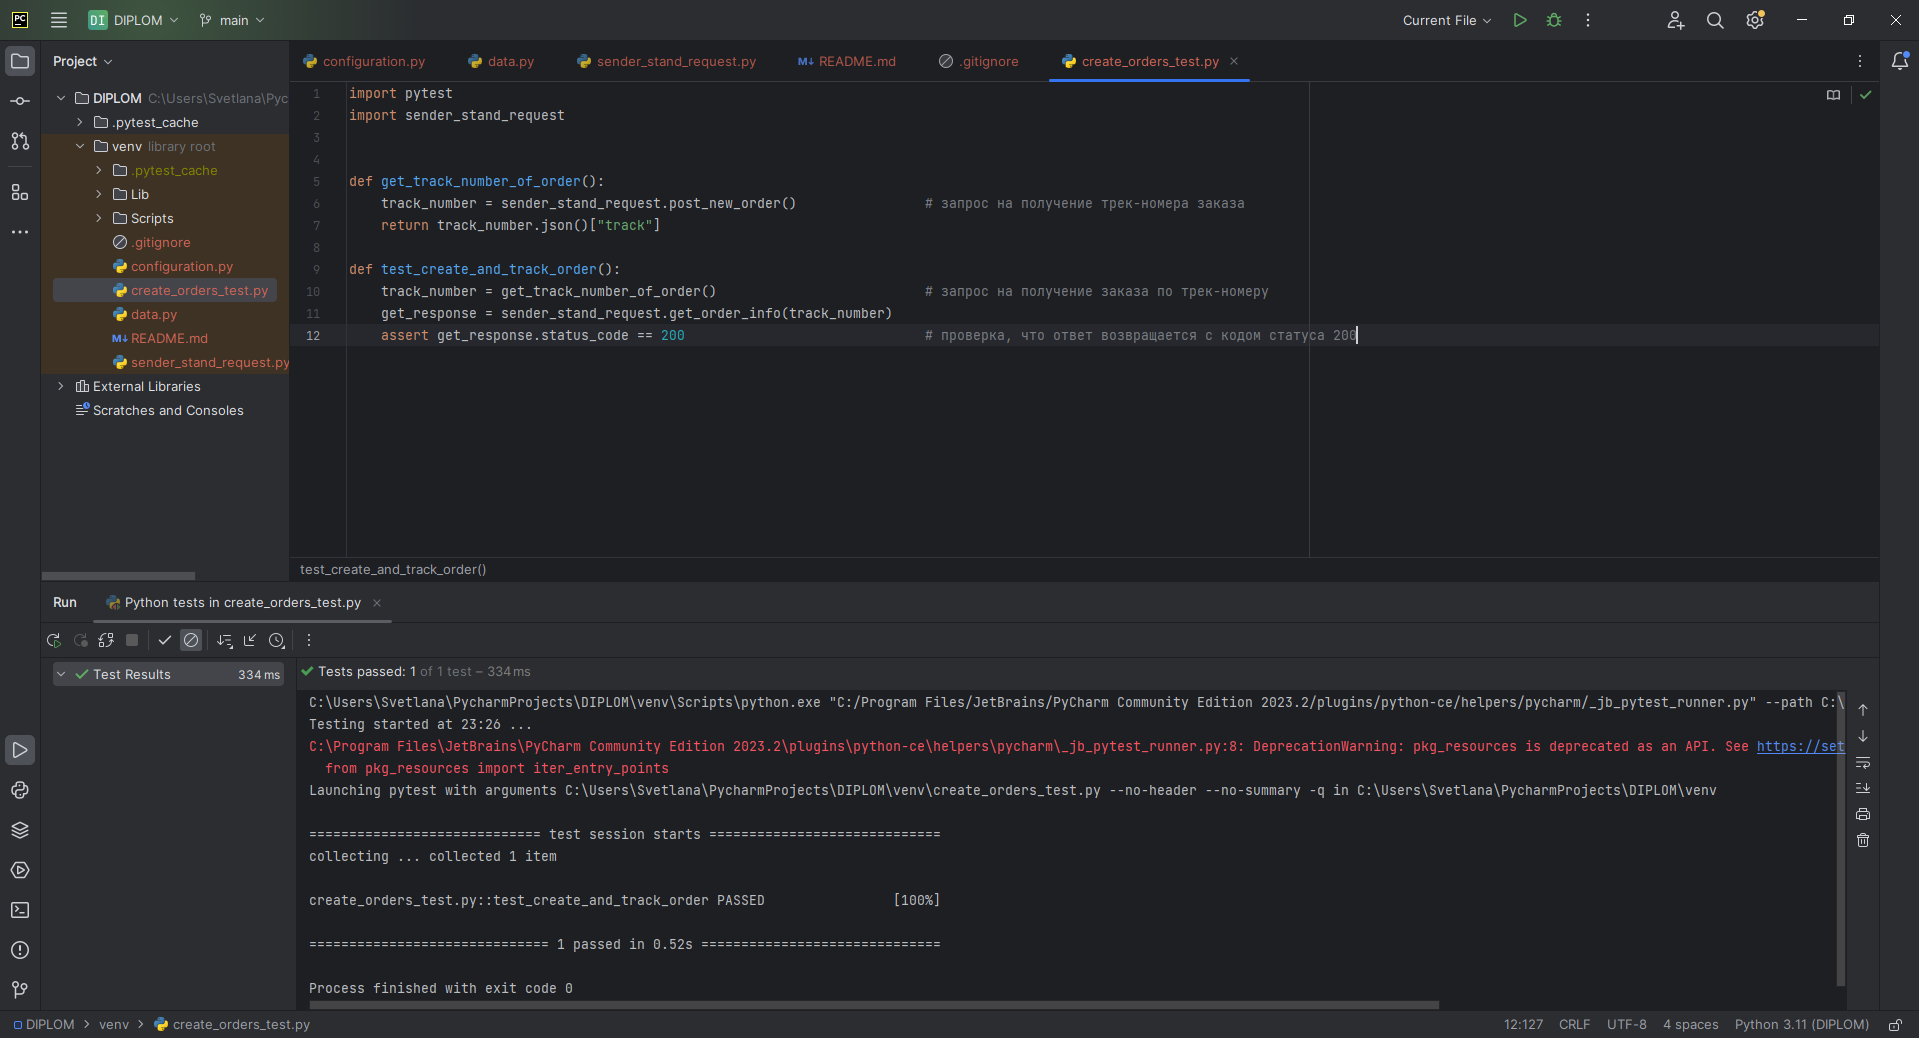 PC DI DIPLOM main Current File
Project
configuration.py data.py sender_stand_request.py M↓ README.md .gitignore create_orders_test.py
DIPLOM C:\Users\Svetlana\Pyc
.pytest_cache
venv library root
.pytest_cache
Lib
Scripts
.gitignore
configuration.py
create_orders_test.py
data.py
M↓ README.md
sender_stand_request.py
External Libraries
Scratches and Consoles
1 import pytest
2 import sender_stand_request
3
4
5 def get_track_number_of_order():
6 track_number = sender_stand_request.post_new_order() # запрос на получение трек-номера заказа
7 return track_number.json()["track"]
8
9 def test_create_and_track_order():
10 track_number = get_track_number_of_order() # запрос на получение заказа по трек-номеру
11 get_response = sender_stand_request.get_order_info(track_number)
12 assert get_response.status_code == 200 # проверка, что ответ возвращается с кодом статуса 200
test_create_and_track_order()
Run Python tests in create_orders_test.py
Test Results 334 ms
Tests passed: 1 of 1 test – 334 ms
C:\Users\Svetlana\PycharmProjects\DIPLOM\venv\Scripts\python.exe "C:/Program Files/JetBrains/PyCharm Community Edition 2023.2/plugins/python-ce/helpers/pycharm/_jb_pytest_runner.py" --path C:\
Testing started at 23:26 ...
C:\Program Files\JetBrains\PyCharm Community Edition 2023.2\plugins\python-ce\helpers\pycharm\_jb_pytest_runner.py:8: DeprecationWarning: pkg_resources is deprecated as an API. See https://set
from pkg_resources import iter_entry_points
Launching pytest with arguments C:\Users\Svetlana\PycharmProjects\DIPLOM\venv\create_orders_test.py --no-header --no-summary -q in C:\Users\Svetlana\PycharmProjects\DIPLOM\venv
============================= test session starts =============================
collecting ... collected 1 item
create_orders_test.py::test_create_and_track_order PASSED [100%]
============================== 1 passed in 0.52s ==============================
Process finished with exit code 0
DIPLOM venv create_orders_test.py 12:127 CRLF UTF-8 4 spaces Python 3.11 (DIPLOM)